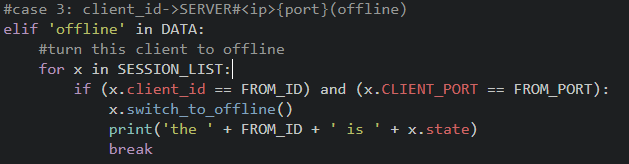 #case 3: client_id->SERVER#<ip>{port}(offline)
elif 'offline' in DATA:
    #turn this client to offline
    for x in SESSION_LIST:
        if (x.client_id == FROM_ID) and (x.CLIENT_PORT == FROM_PORT):
            x.switch_to_offline()
            print('the ' + FROM_ID + ' is ' + x.state)
            break